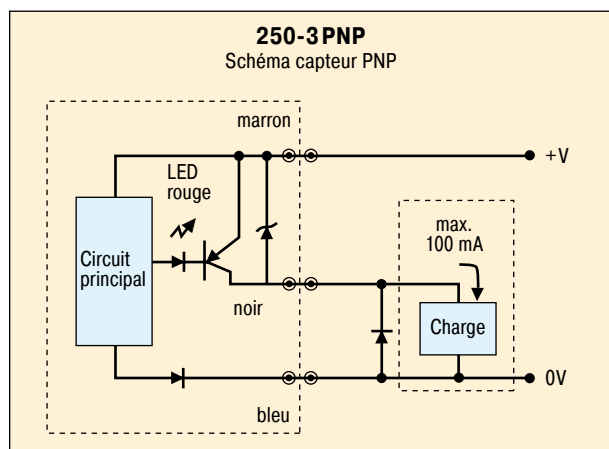 250-3 PNP
Schéma capteur PNP
marron
+V
LED
rouge
max.
100 mA
Circuit
principal
noir
Charge
0V
bleu